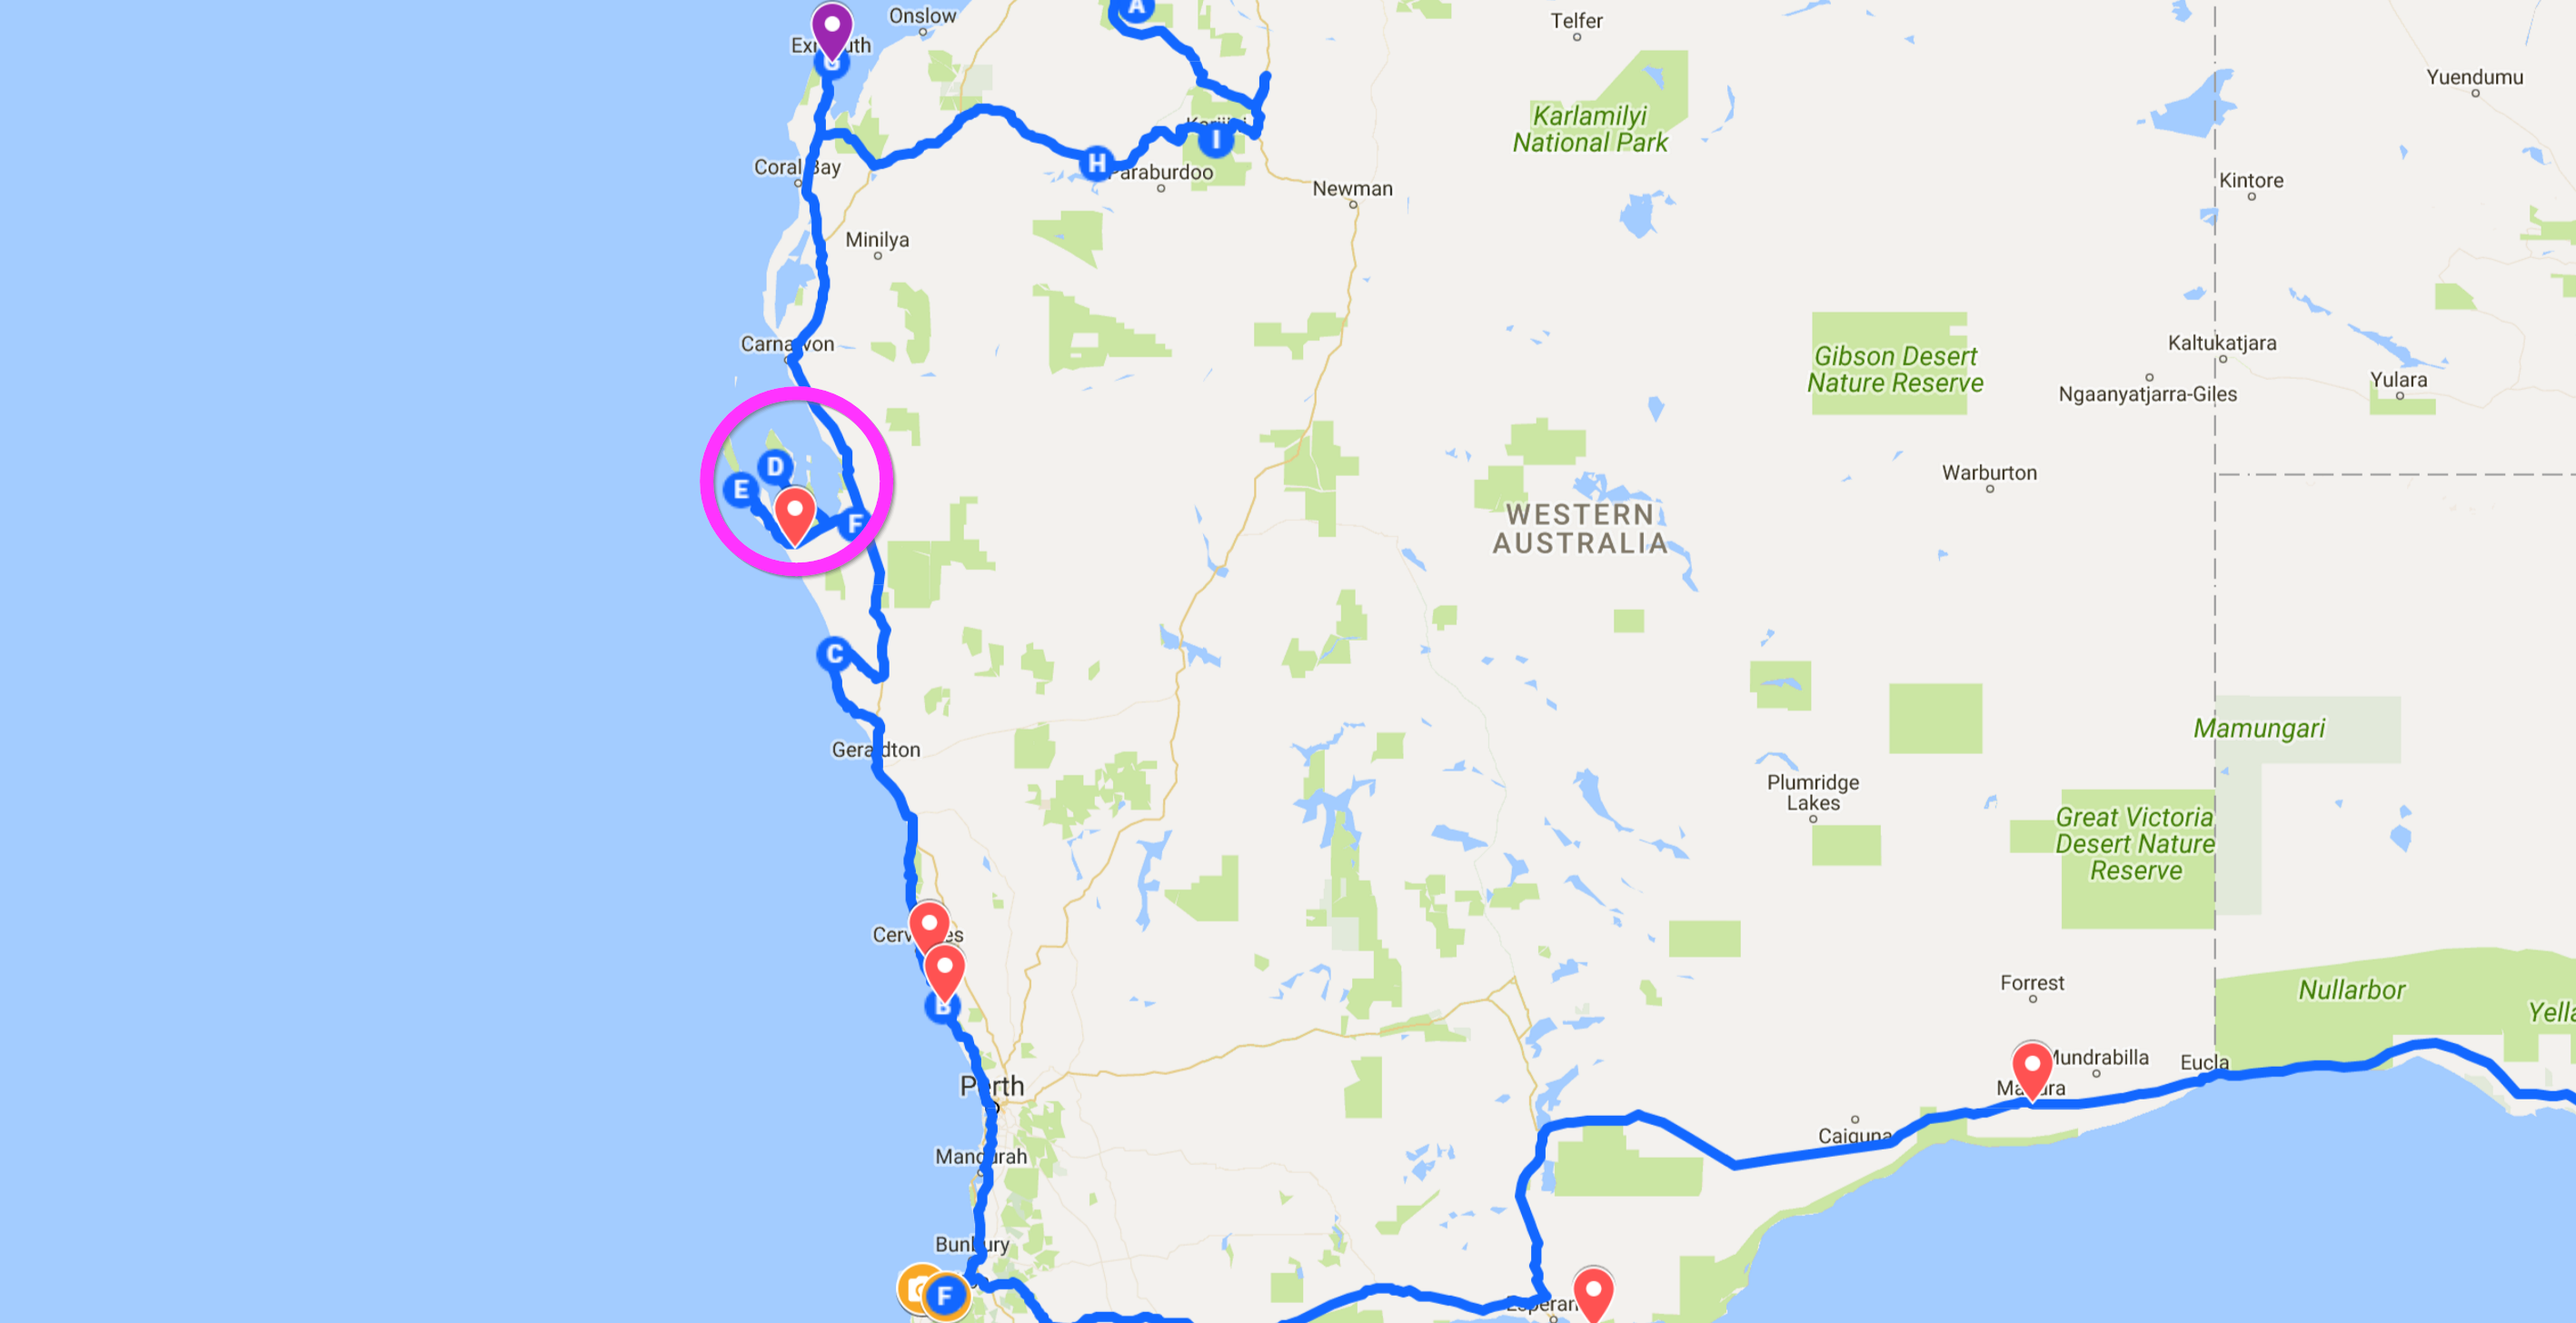 Onslow
A
Telfer
Exmouth
G
Yuendumu
Karlamilyi
National Park
Karijini
I
Coral Bay
H
Paraburdoo
Newman
Kintore
Minilya
Carnarvon
Kaltukatjara
Gibson Desert
Nature Reserve
Yulara
Ngaanyatjarra-Giles
D
E
Warburton
F
WESTERN
AUSTRALIA
C
Mamungari
Geraldton
Plumridge
Lakes
Great Victoria
Desert Nature
Reserve
Cervantes
Forrest
Nullarbor
B
Yella
Mundrabilla
Eucla
Perth
Madura
Caiguna
Mandurah
Bunbury
F
Esperan